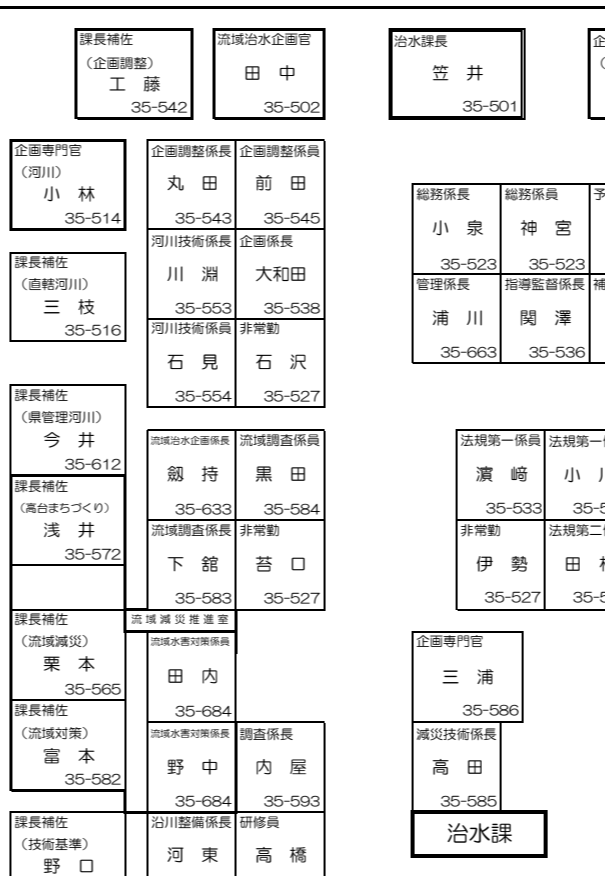 課長補佐
（企画調整）
工 藤
35-542
流域治水企画官
田 中
35-502
治水課長
笠 井
35-501
企画専門官
（河川）
小 林
35-514
課長補佐
（直轄河川）
三 枝
35-516
企画調整係長
丸 田
35-543
企画調整係員
前 田
35-545
河川技術係長
川 淵
35-553
企画係長
大和田
35-538
河川技術係員
石 見
35-554
非常勤
石 沢
35-527
総務係長
小 泉
35-523
総務係員
神 宮
35-523
管理係長
浦 川
35-663
指導監督係長
関 澤
35-536
課長補佐
（県管理河川）
今 井
35-612
課長補佐
（高台まちづくり）
浅 井
35-572
流域治水企画係長
劔 持
35-633
流域調査係員
黒 田
35-584
流域調査係長
下 舘
35-583
非常勤
苔 口
35-527
法規第一係員
濵 﨑
35-533
法規第一
小
35-5
非常勤
伊 勢
35-527
法規第二
田
35-5
課長補佐
（流域減災）
栗 本
35-565
課長補佐
（流域対策）
富 本
35-582
流域減災推進室
流域水害対策係員
田 内
35-684
流域水害対策係長
野 中
35-684
調査係長
内 屋
35-593
企画専門官
三 浦
35-586
減災技術係長
高 田
35-585
課長補佐
（技術基準）
野 口
沿川整備係長
河 東
研修員
高 橋
治水課